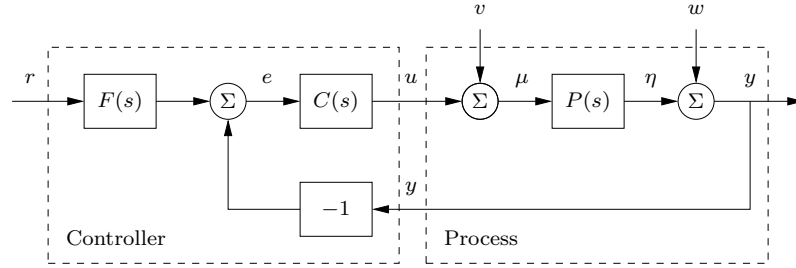 v
w
r
F(s)
Σ
e
C(s)
u
Σ
μ
P(s)
η
Σ
y
−1
y
Controller
Process